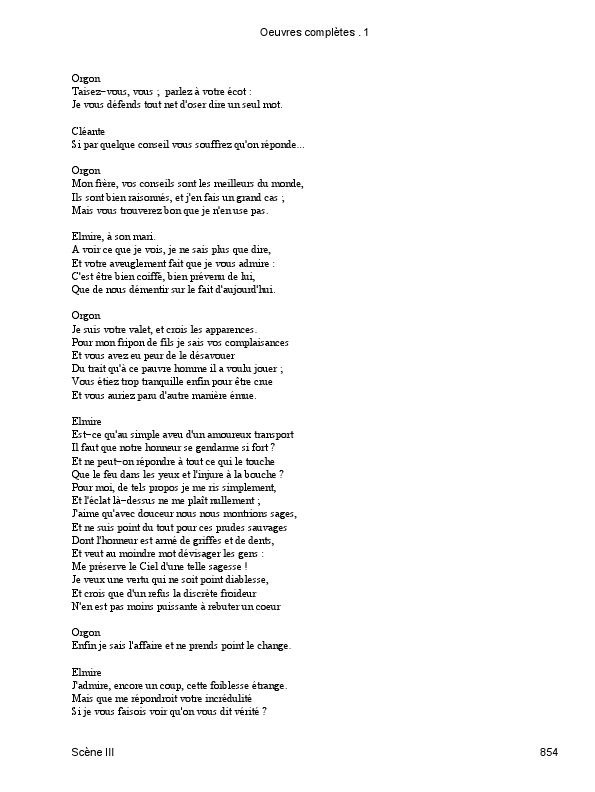 Oeuvres complètes . 1
Orgon
Taisez-vous, vous ;  parlez à votre écot :
Je vous défends tout net d'oser dire un seul mot.
Cléante
Si par quelque conseil vous souffrez qu'on réponde...
Orgon
Mon frère, vos conseils sont les meilleurs du monde,
Ils sont bien raisonnés, et j'en fais un grand cas ;
Mais vous trouverez bon que je n'en use pas.
Elmire, à son mari.
A voir ce que je vois, je ne sais plus que dire,
Et votre aveuglement fait que je vous admire :
C'est être bien coiffé, bien prévenu de lui,
Que de nous démentir sur le fait d'aujourd'hui.
Orgon
Je suis votre valet, et crois les apparences.
Pour mon fripon de fils je sais vos complaisances
Et vous avez eu peur de le désavouer
Du trait qu'à ce pauvre homme il a voulu jouer ;
Vous étiez trop tranquille enfin pour être crue
Et vous auriez paru d'autre manière émue.
Elmire
Est-ce qu'au simple aveu d'un amoureux transport
Il faut que notre honneur se gendarme si fort ?
Et ne peut-on répondre à tout ce qui le touche
Que le feu dans les yeux et l'injure à la bouche ?
Pour moi, de tels propos je me ris simplement,
Et l'éclat là-dessus ne me plaît nullement ;
J'aime qu'avec douceur nous nous montrions sages,
Et ne suis point du tout pour ces prudes sauvages
Dont l'honneur est armé de griffes et de dents,
Et veut au moindre mot dévisager les gens :
Me préserve le Ciel d'une telle sagesse !
Je veux une vertu qui ne soit point diablesse,
Et crois que d'un refus la discrète froideur
N'en est pas moins puissante à rebuter un coeur
Orgon
Enfin je sais l'affaire et ne prends point le change.
Elmire
J'admire, encore un coup, cette foiblesse étrange.
Mais que me répondroit votre incrédulité
Si je vous faisois voir qu'on vous dit vérité ?
Scène III
854